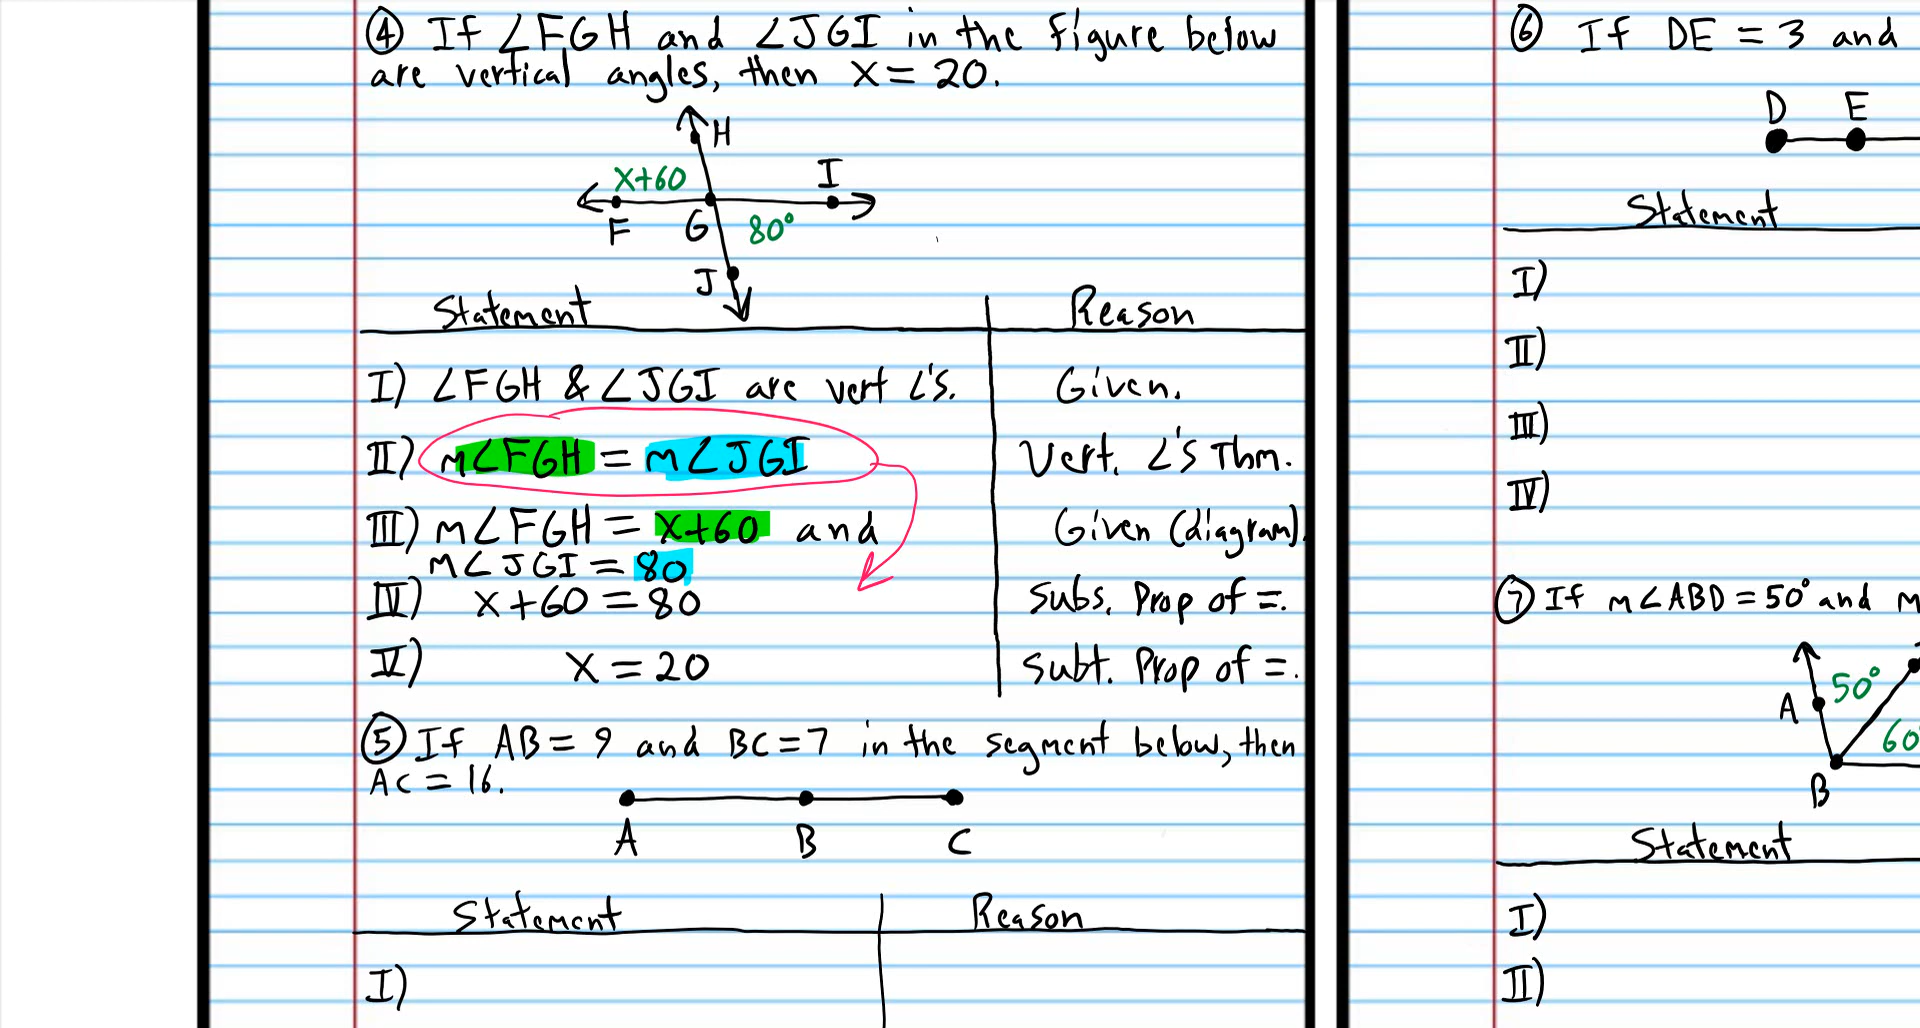 ④ If ∠FGH and ∠JGI in the figure below
are vertical angles, then x = 20.
H
x+60
I
F
G
80°
J
Statement Reason
I) ∠FGH & ∠JGI are vert ∠'s. Given.
II) m∠FGH = m∠JGI Vert. ∠'s Thm.
III) m∠FGH = x+60 and Given (diagram).
m∠JGI = 80
IV) x+60 = 80 Subs. Prop of =.
V) x = 20 Subt. Prop of =.
⑤ If AB = 9 and BC = 7 in the segment below, then
AC = 16.
A B C
Statement Reason
I)
⑥ If DE = 3 and
D E
Statement
I)
II)
III)
IV)
⑦ If m∠ABD = 50° and m
50°
A
60°
B
Statement
I)
II)